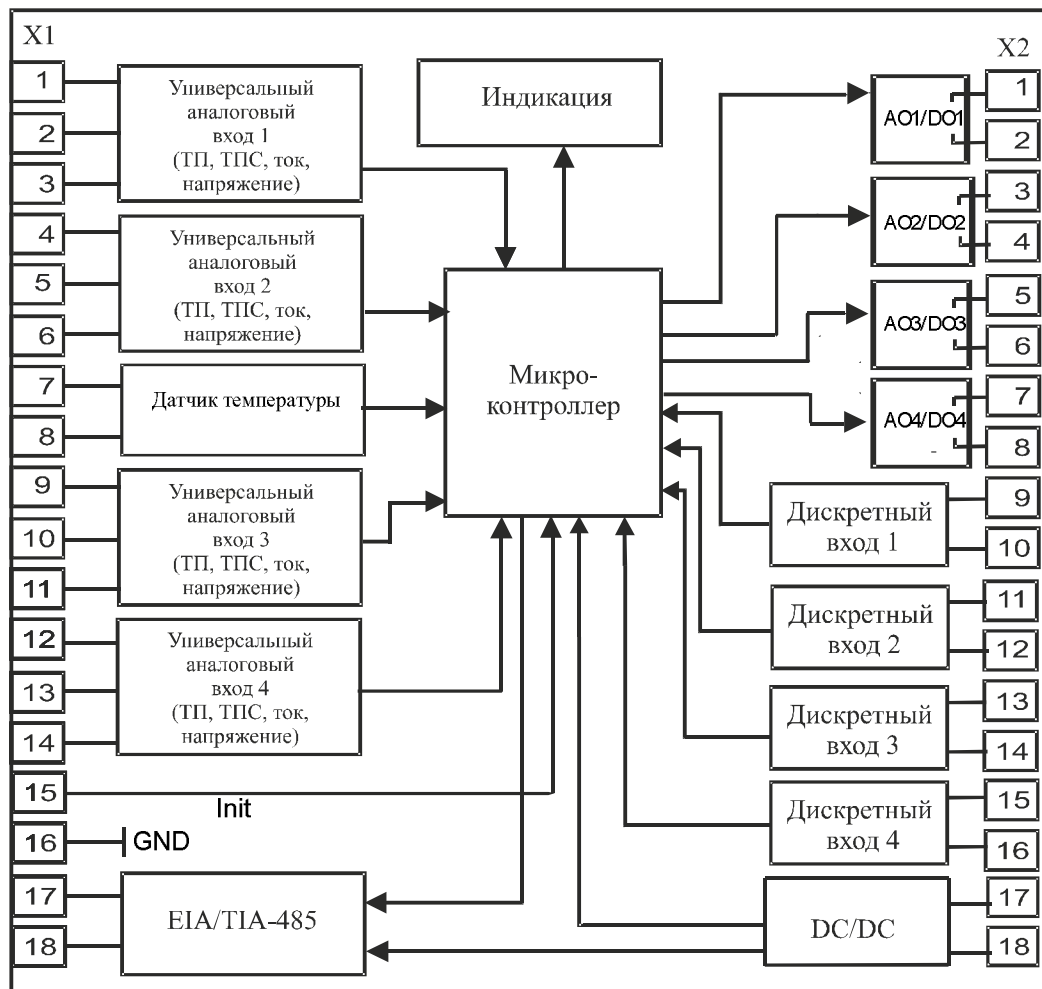 X1
1
2
3
4
5
6
7
8
9
10
11
12
13
14
15
16
17
18
Универсальный
аналоговый
вход 1
(ТП, ТПС, ток,
напряжение)
Универсальный
аналоговый
вход 2
(ТП, ТПС, ток,
напряжение)
Датчик температуры
Универсальный
аналоговый
вход 3
(ТП, ТПС, ток,
напряжение)
Универсальный
аналоговый
вход 4
(ТП, ТПС, ток,
напряжение)
Init
GND
EIA/TIA-485
Индикация
Микро-
контроллер
AO1/DO1
AO2/DO2
AO3/DO3
AO4/DO4
Дискретный
вход 1
Дискретный
вход 2
Дискретный
вход 3
Дискретный
вход 4
DC/DC
X2
1
2
3
4
5
6
7
8
9
10
11
12
13
14
15
16
17
18